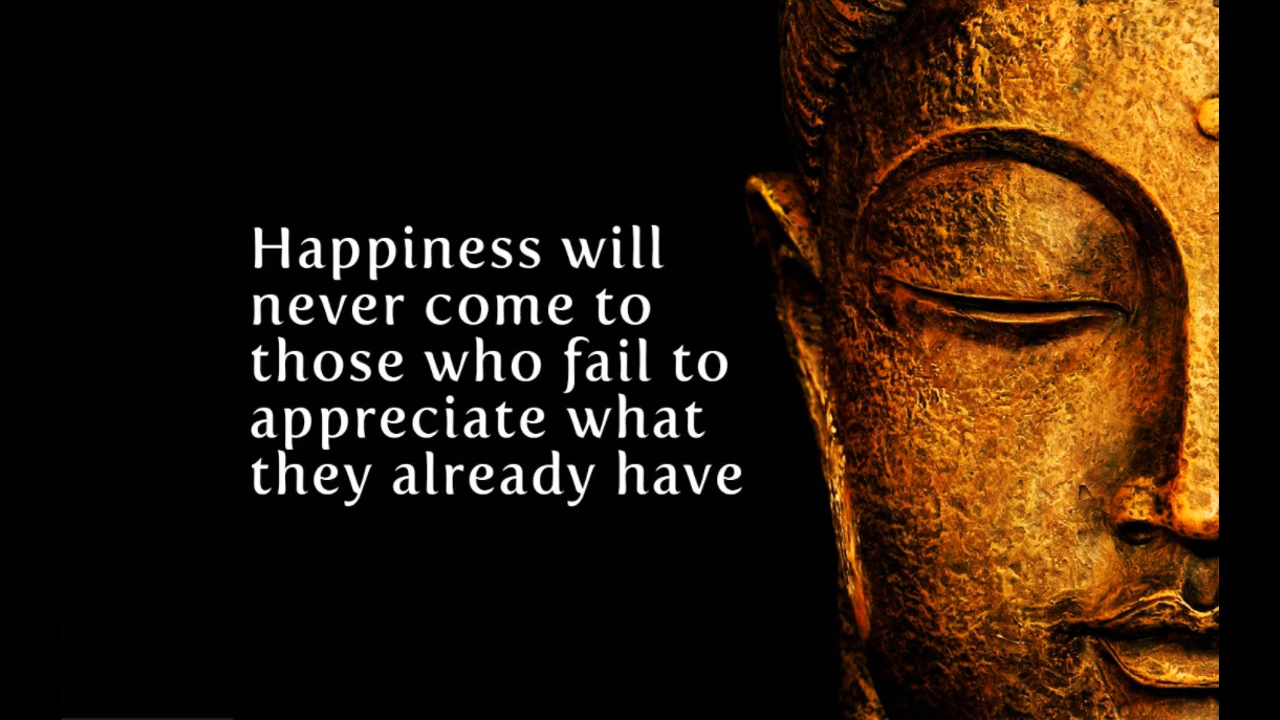 Happiness will
never come to
those who fail to
appreciate what
they already have